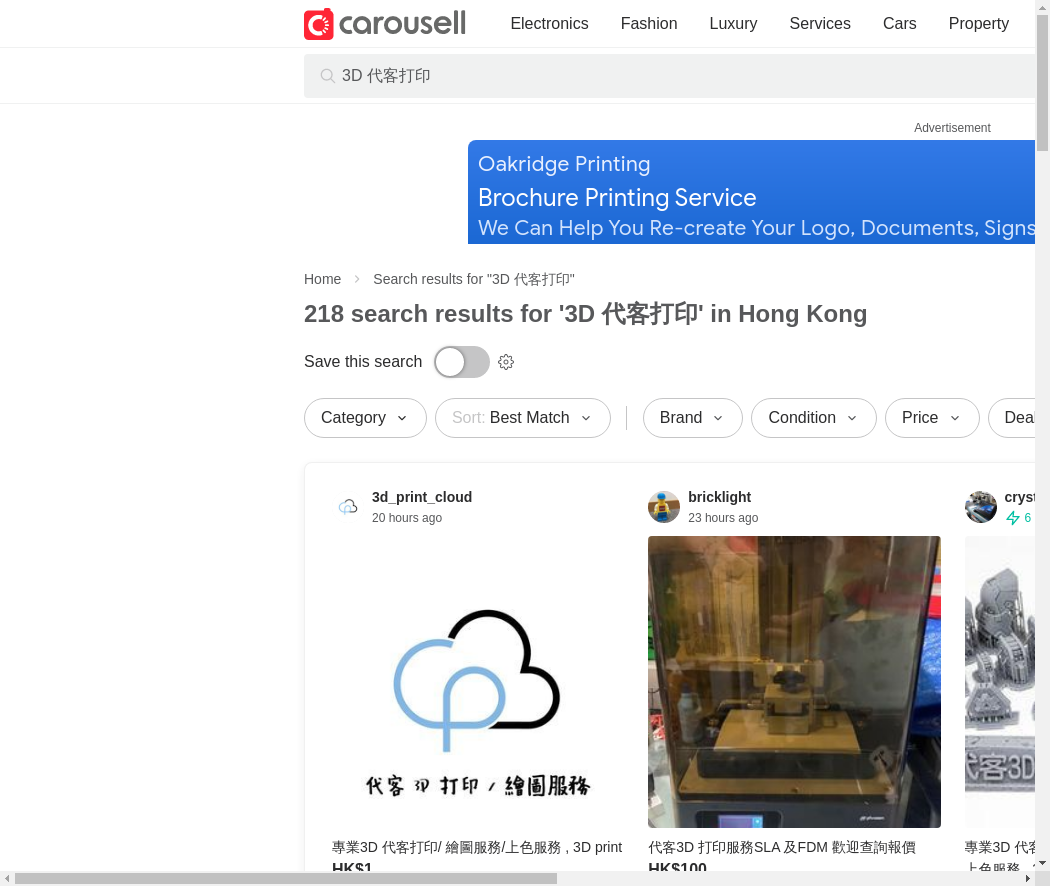 carousell
Electronics Fashion Luxury Services Cars Property
3D 代客打印
Advertisement
Oakridge Printing
Brochure Printing Service
We Can Help You Re-create Your Logo, Documents, Signs
Home Search results for "3D 代客打印"
218 search results for '3D 代客打印' in Hong Kong
Save this search
Category Sort: Best Match Brand Condition Price Deal
3d_print_cloud
20 hours ago
bricklight
23 hours ago
cryst
6
代客 3D 打印 / 繪圖服務
代客3D
專業3D 代客打印/ 繪圖服務/上色服務 , 3D print
HK$1
代客3D 打印服務SLA 及FDM 歡迎查詢報價
HK$100
專業3D 代客
上色服務